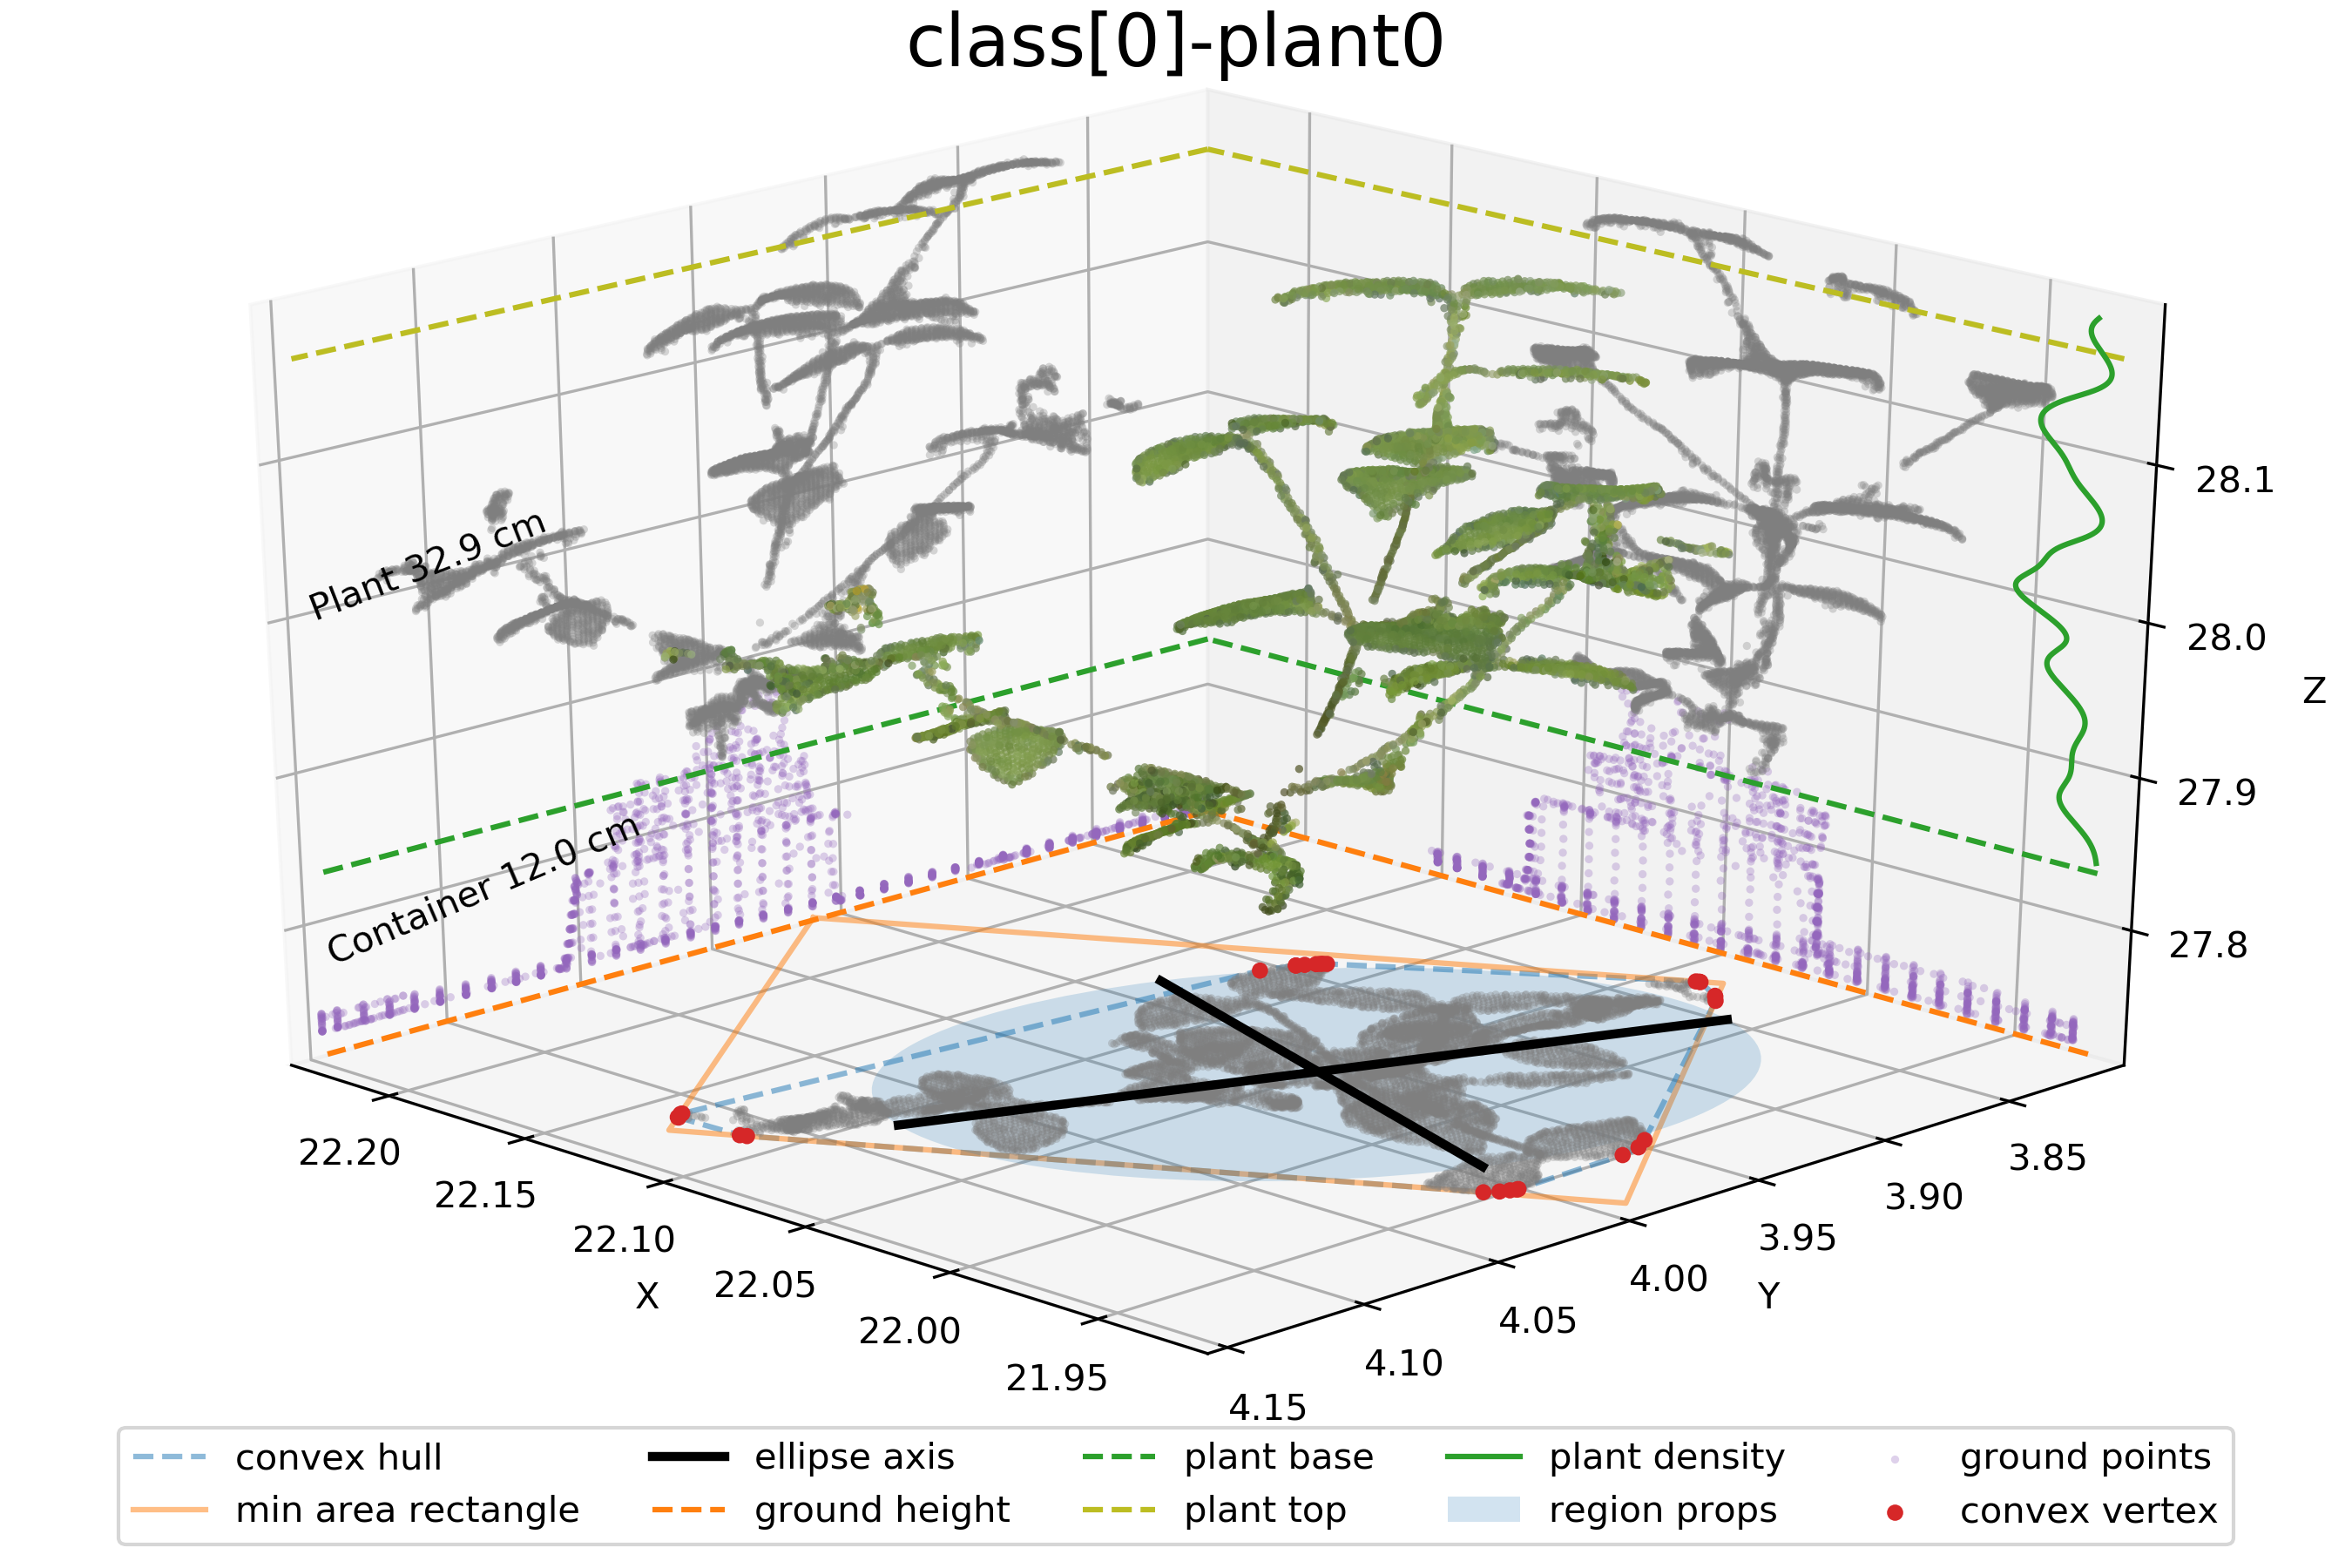 class[0]-plant0
Plant 32.9 cm
Container 12.0 cm
28.1
28.0
27.9
27.8
Z
22.20
22.15
22.10
22.05
22.00
21.95
X
3.85
3.90
3.95
4.00
4.05
4.10
4.15
Y
convex hull
min area rectangle
ellipse axis
ground height
plant base
plant top
plant density
region props
ground points
convex vertex